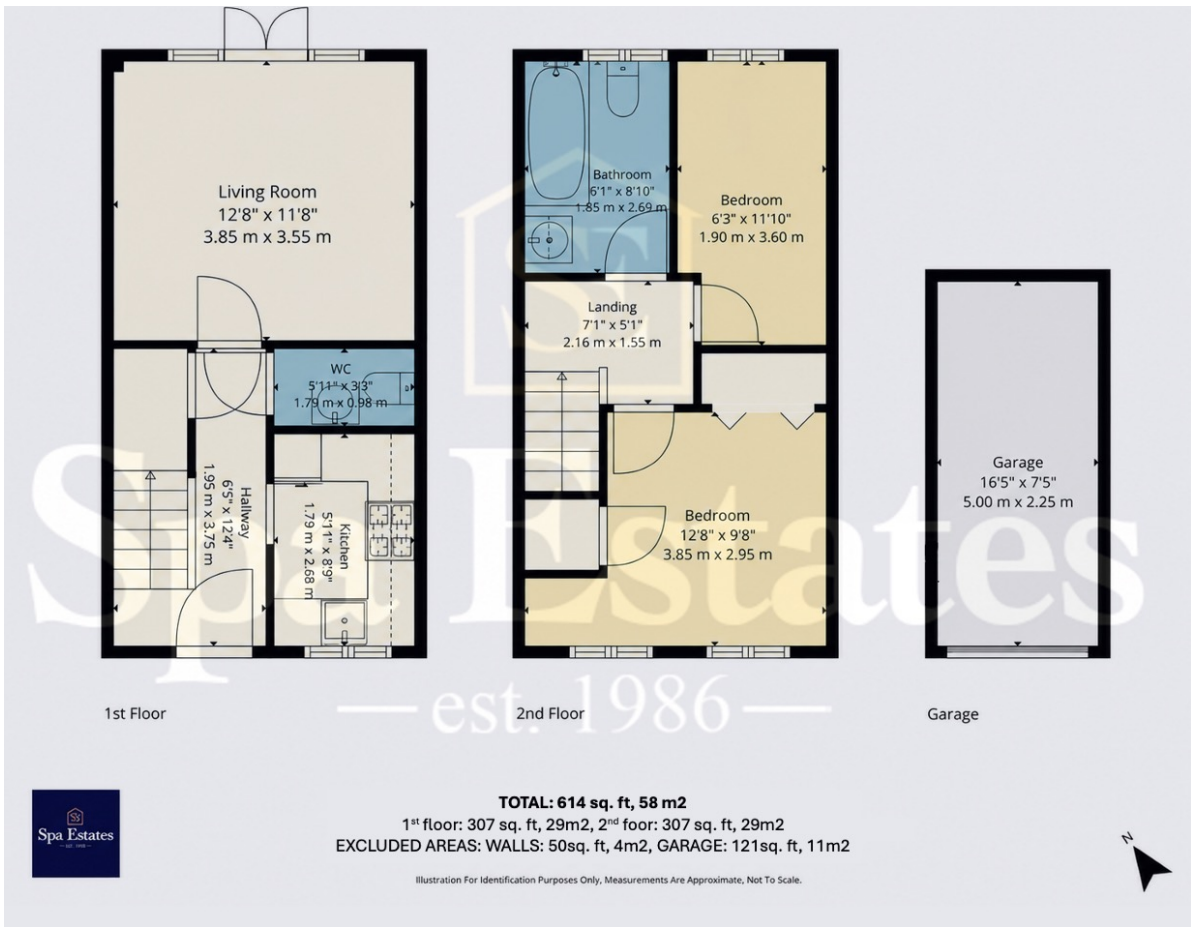 Living Room
12'8" x 11'8"
3.85 m x 3.55 m
WC
5'11" x 3'3"
1.79 m x 0.98 m
Hallway
6'5" x 12'4"
1.95 m x 3.75 m
Kitchen
5'1" x 8'9"
1.79 m x 2.68 m
1st Floor
Bathroom
6'1" x 8'10"
1.85 m x 2.69 m
Bedroom
6'3" x 11'10"
1.90 m x 3.60 m
Landing
7'1" x 5'1"
2.16 m x 1.55 m
Bedroom
12'8" x 9'8"
3.85 m x 2.95 m
2nd Floor
Garage
16'5" x 7'5"
5.00 m x 2.25 m
Garage
SE
Spa Estates
est. 1986
Spa Estates
TOTAL: 614 sq. ft, 58 m2
1st floor: 307 sq. ft, 29m2, 2nd foor: 307 sq. ft, 29m2
EXCLUDED AREAS: WALLS: 50sq. ft, 4m2, GARAGE: 121sq. ft, 11m2
Illustration For Identification Purposes Only, Measurements Are Approximate, Not To Scale.
N